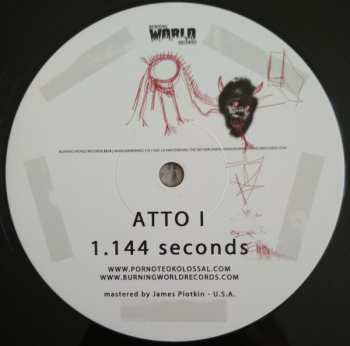 BURNING
WORLD
RECORDS
ATTO I
1.144 seconds
WWW.PORNOTEOKOLOSSAL.COM
WWW.BURNINGWORLDRECORDS.COM
mastered by James Plotkin - U.S.A.